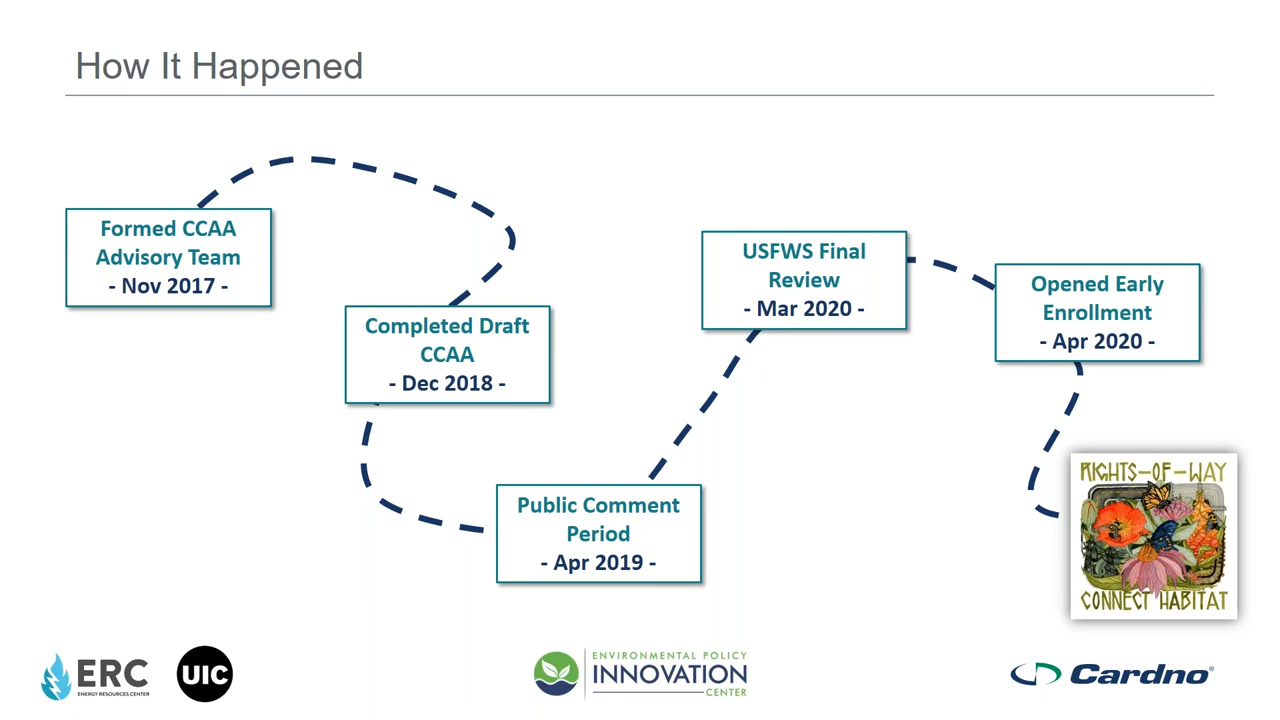 How It Happened
Formed CCAA
Advisory Team
- Nov 2017 -
Completed Draft
CCAA
- Dec 2018 -
Public Comment
Period
- Apr 2019 -
USFWS Final
Review
- Mar 2020 -
Opened Early
Enrollment
- Apr 2020 -
RIGHTS-OF-WAY
CONNECT HABITAT
ERC
ENERGY RESOURCES CENTER
UIC
ENVIRONMENTAL POLICY
INNOVATION
CENTER
Cardno®